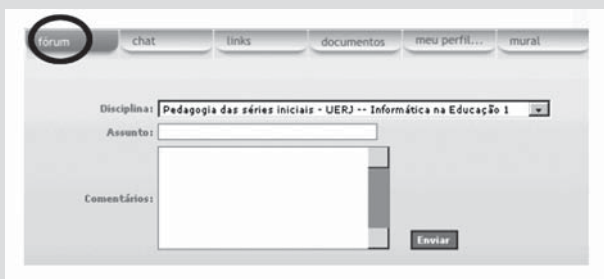 fórum chat links documentos meu perfil... mural
Disciplina: Pedagogia das séries iniciais - UERJ -- Informática na Educação 1
Assunto:
Comentários:
Enviar